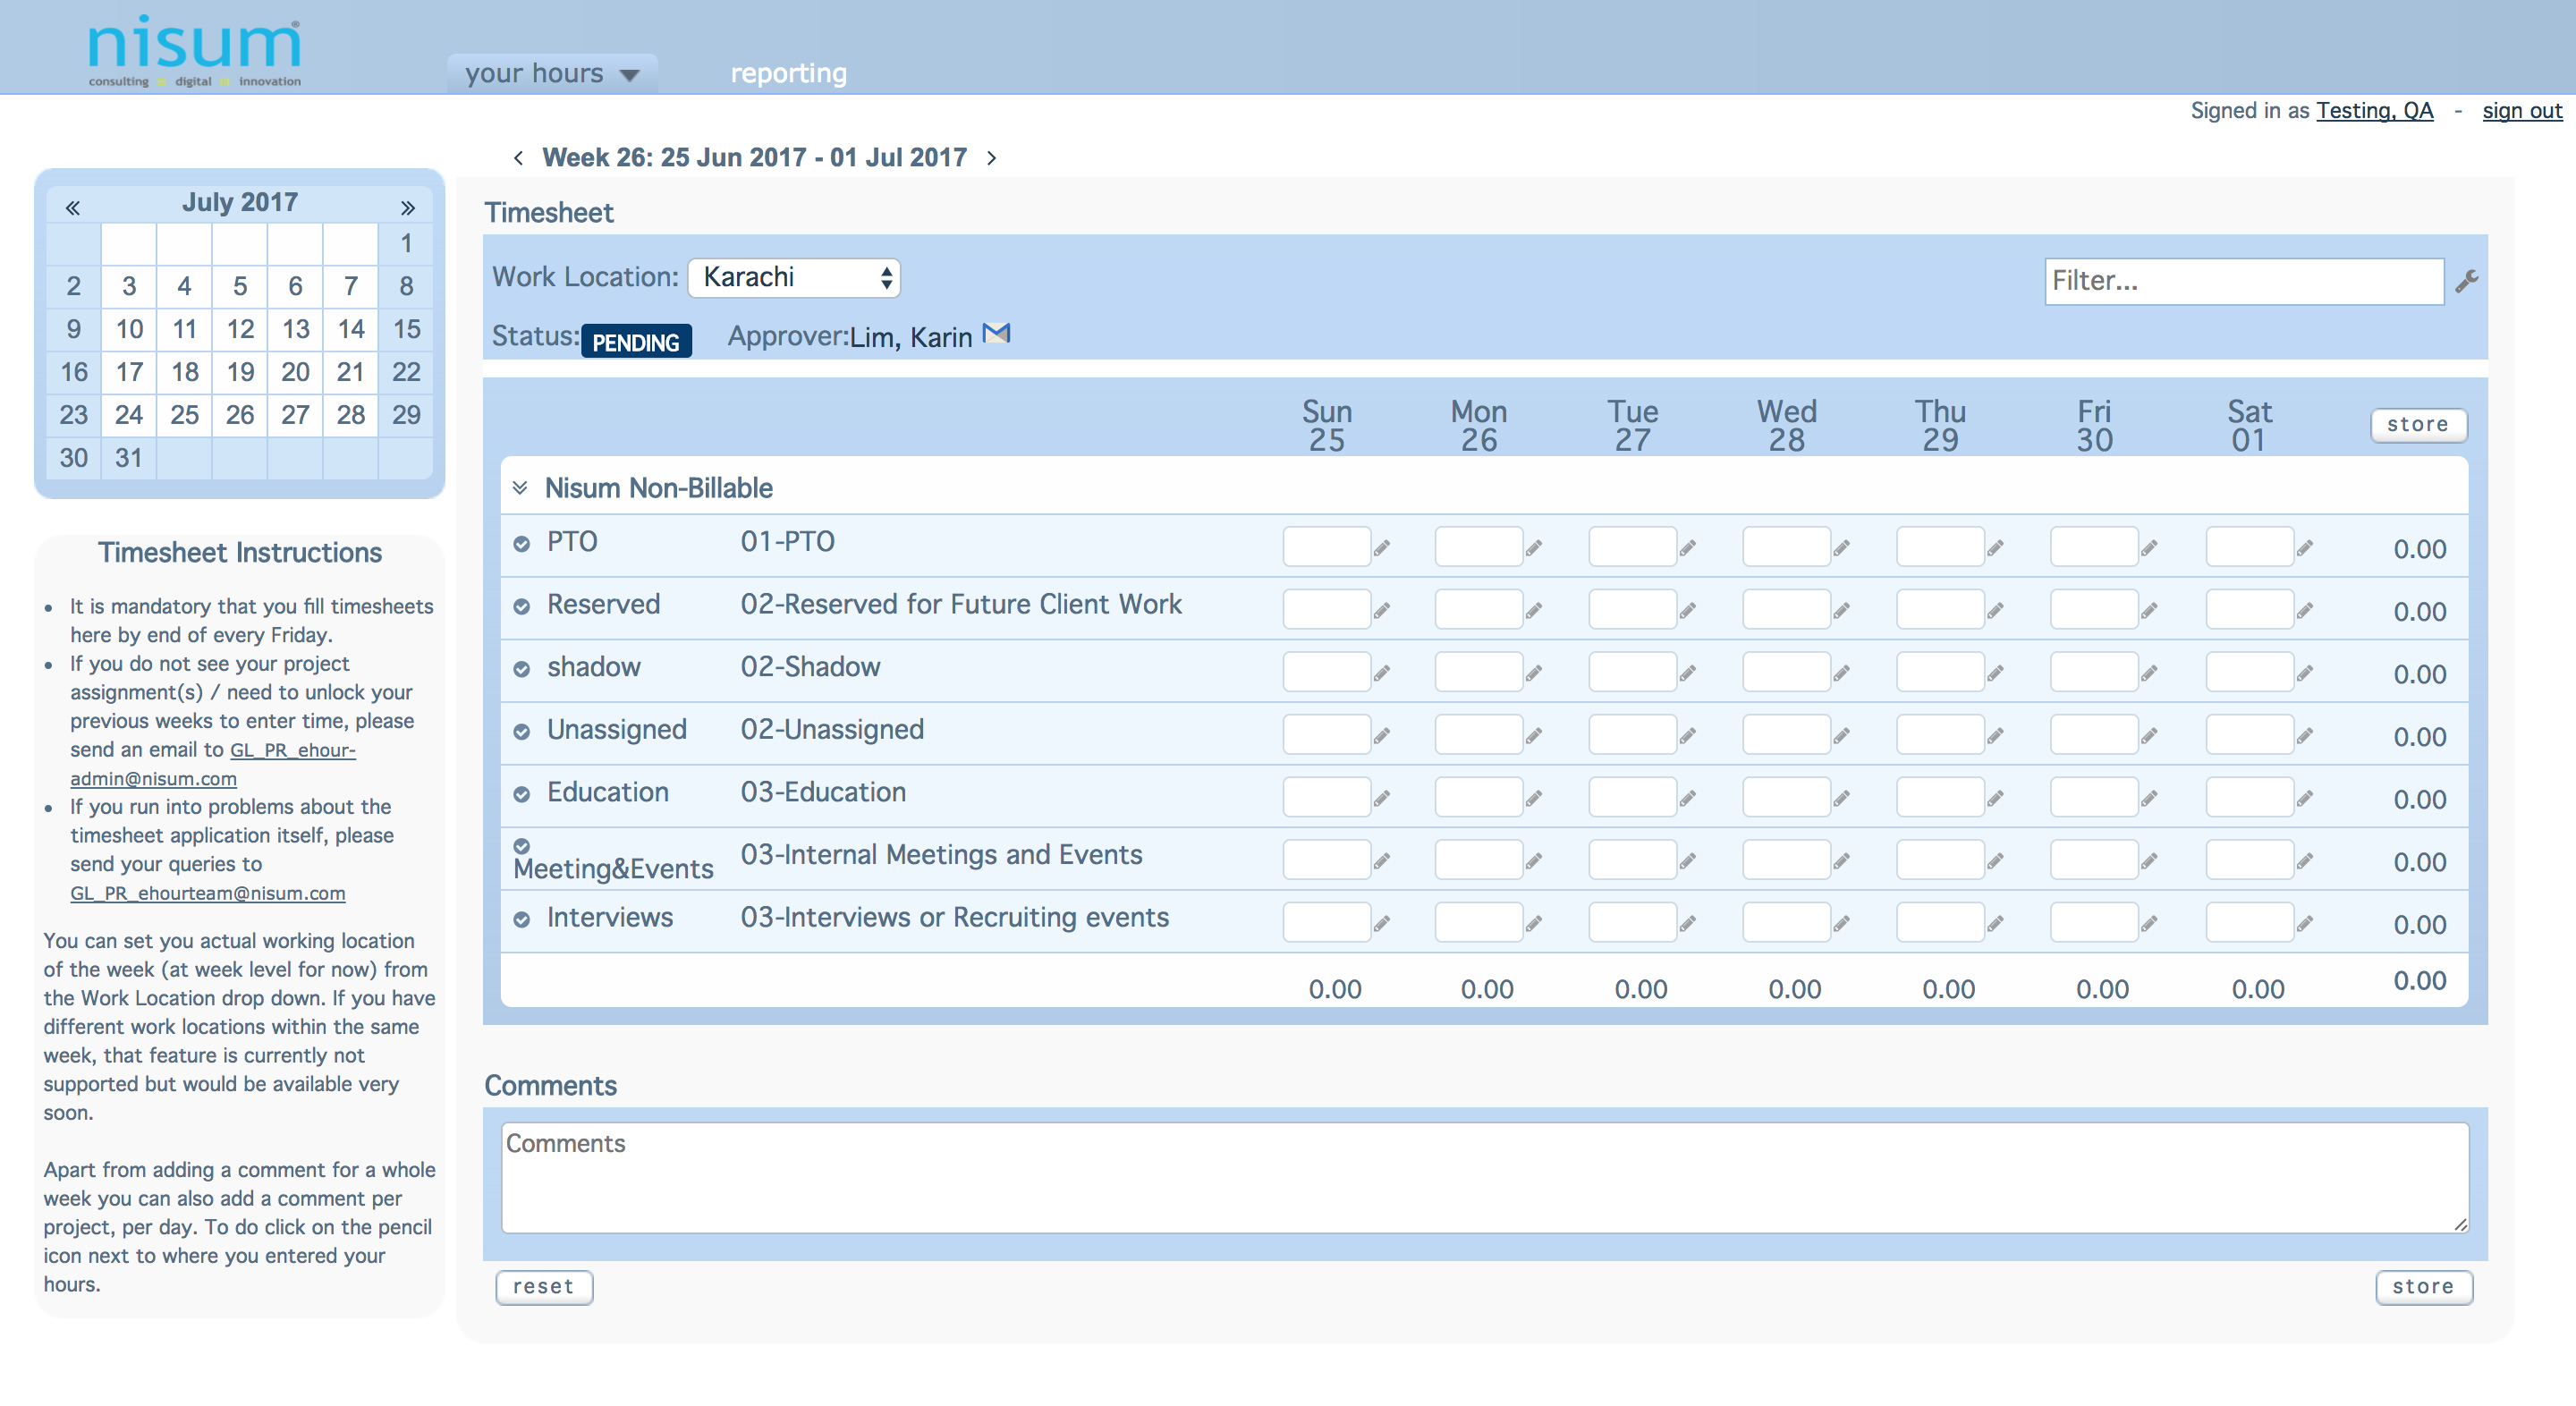 nisum®
consulting digital innovation
your hours
reporting
Signed in as Testing, QA - sign out
< Week 26: 25 Jun 2017 - 01 Jul 2017 >
« July 2017 »
1
2 3 4 5 6 7 8
9 10 11 12 13 14 15
16 17 18 19 20 21 22
23 24 25 26 27 28 29
30 31
Timesheet Instructions
• It is mandatory that you fill timesheets
here by end of every Friday.
• If you do not see your project
assignment(s) / need to unlock your
previous weeks to enter time, please
send an email to GL_PR_ehour-
admin@nisum.com
• If you run into problems about the
timesheet application itself, please
send your queries to
GL_PR_ehourteam@nisum.com
You can set you actual working location
of the week (at week level for now) from
the Work Location drop down. If you have
different work locations within the same
week, that feature is currently not
supported but would be available very
soon.
Apart from adding a comment for a whole
week you can also add a comment per
project, per day. To do click on the pencil
icon next to where you entered your
hours.
Timesheet
Work Location: Karachi
Filter...
Status: PENDING Approver:Lim, Karin
Sun Mon Tue Wed Thu Fri Sat
25 26 27 28 29 30 01
store
Nisum Non-Billable
PTO 01-PTO 0.00
Reserved 02-Reserved for Future Client Work 0.00
shadow 02-Shadow 0.00
Unassigned 02-Unassigned 0.00
Education 03-Education 0.00
Meeting&Events 03-Internal Meetings and Events 0.00
Interviews 03-Interviews or Recruiting events 0.00
0.00 0.00 0.00 0.00 0.00 0.00 0.00 0.00
Comments
Comments
reset
store